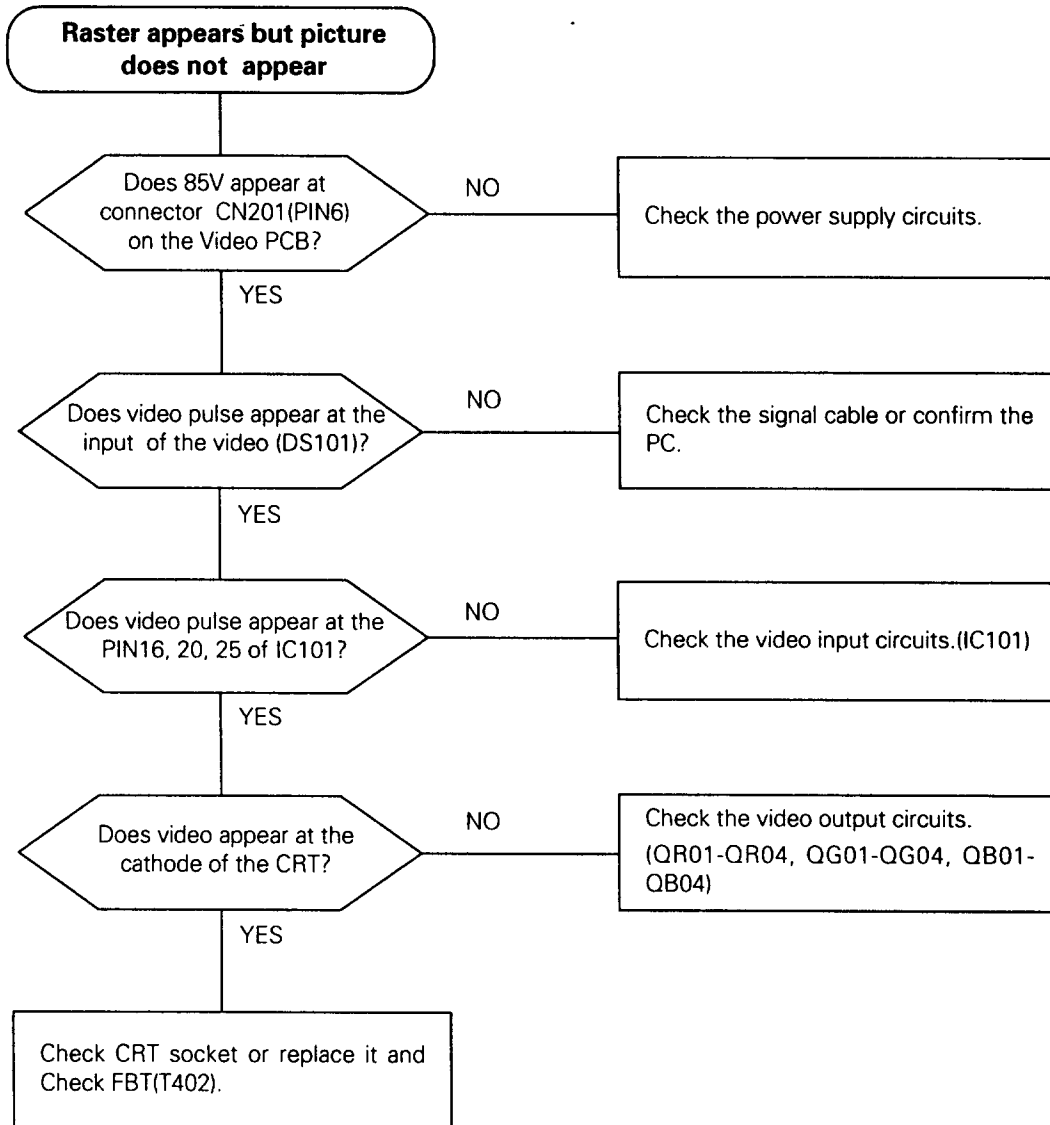 Raster appears but picture
does not appear
Does 85V appear at
connector CN201(PIN6)
on the Video PCB?
NO
Check the power supply circuits.
YES
Does video pulse appear at the
input of the video (DS101)?
NO
Check the signal cable or confirm the
PC.
YES
Does video pulse appear at the
PIN16, 20, 25 of IC101?
NO
Check the video input circuits.(IC101)
YES
Does video appear at the
cathode of the CRT?
NO
Check the video output circuits.
(QR01-QR04, QG01-QG04, QB01-
QB04)
YES
Check CRT socket or replace it and
Check FBT(T402).